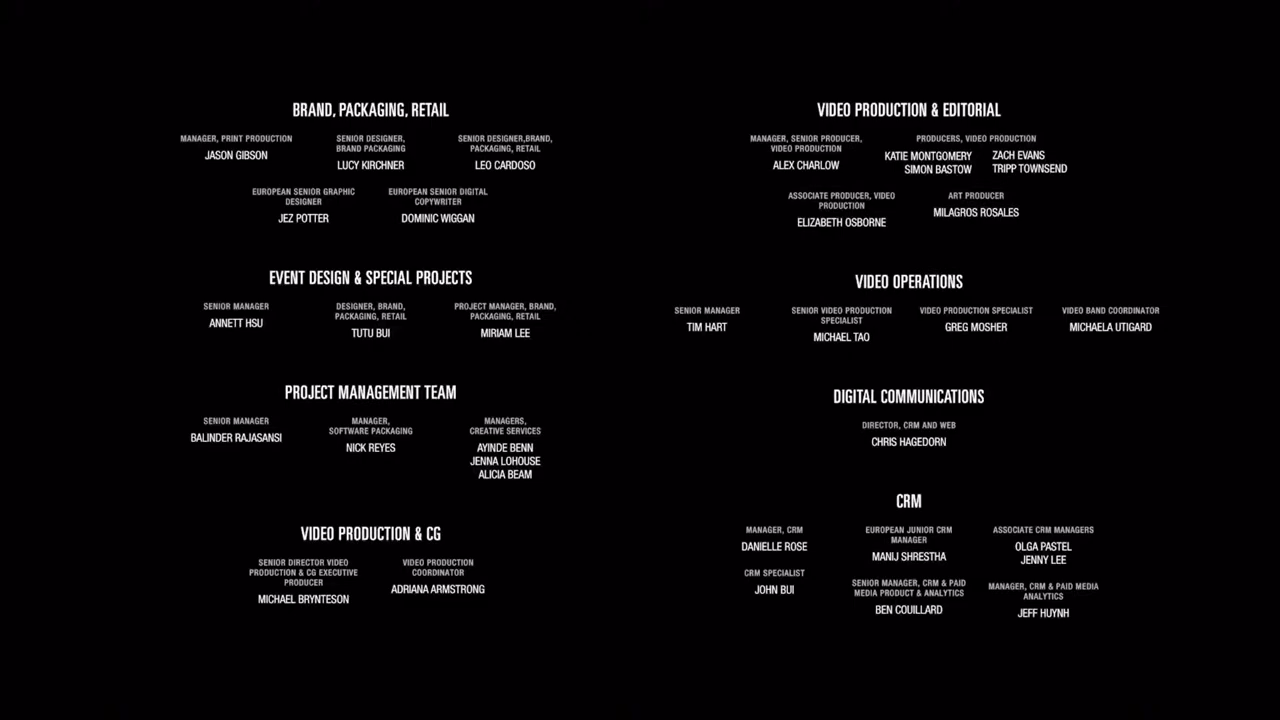 BRAND, PACKAGING, RETAIL
MANAGER, PRINT PRODUCTION
JASON GIBSON
SENIOR DESIGNER,
BRAND PACKAGING
LUCY KIRCHNER
SENIOR DESIGNER,BRAND,
PACKAGING, RETAIL
LEO CARDOSO
EUROPEAN SENIOR GRAPHIC
DESIGNER
JEZ POTTER
EUROPEAN SENIOR DIGITAL
COPYWRITER
DOMINIC WIGGAN
EVENT DESIGN & SPECIAL PROJECTS
SENIOR MANAGER
ANNETT HSU
DESIGNER, BRAND,
PACKAGING, RETAIL
TUTU BUI
PROJECT MANAGER, BRAND,
PACKAGING, RETAIL
MIRIAM LEE
PROJECT MANAGEMENT TEAM
SENIOR MANAGER
BALINDER RAJASANSI
MANAGER,
SOFTWARE PACKAGING
NICK REYES
MANAGERS,
CREATIVE SERVICES
AYINDE BENN
JENNA LOHOUSE
ALICIA BEAM
VIDEO PRODUCTION & CG
SENIOR DIRECTOR VIDEO
PRODUCTION & CG EXECUTIVE
PRODUCER
MICHAEL BRYNTESON
VIDEO PRODUCTION
COORDINATOR
ADRIANA ARMSTRONG
VIDEO PRODUCTION & EDITORIAL
MANAGER, SENIOR PRODUCER,
VIDEO PRODUCTION
ALEX CHARLOW
PRODUCERS, VIDEO PRODUCTION
KATIE MONTGOMERY
SIMON BASTOW
ZACH EVANS
TRIPP TOWNSEND
ASSOCIATE PRODUCER, VIDEO
PRODUCTION
ELIZABETH OSBORNE
ART PRODUCER
MILAGROS ROSALES
VIDEO OPERATIONS
SENIOR MANAGER
TIM HART
SENIOR VIDEO PRODUCTION
SPECIALIST
MICHAEL TAO
VIDEO PRODUCTION SPECIALIST
GREG MOSHER
VIDEO BAND COORDINATOR
MICHAELA UTIGARD
DIGITAL COMMUNICATIONS
DIRECTOR, CRM AND WEB
CHRIS HAGEDORN
CRM
MANAGER, CRM
DANIELLE ROSE
EUROPEAN JUNIOR CRM
MANAGER
MANIJ SHRESTHA
ASSOCIATE CRM MANAGERS
OLGA PASTEL
JENNY LEE
CRM SPECIALIST
JOHN BUI
SENIOR MANAGER, CRM & PAID
MEDIA PRODUCT & ANALYTICS
BEN COUILLARD
MANAGER, CRM & PAID MEDIA
ANALYTICS
JEFF HUYNH